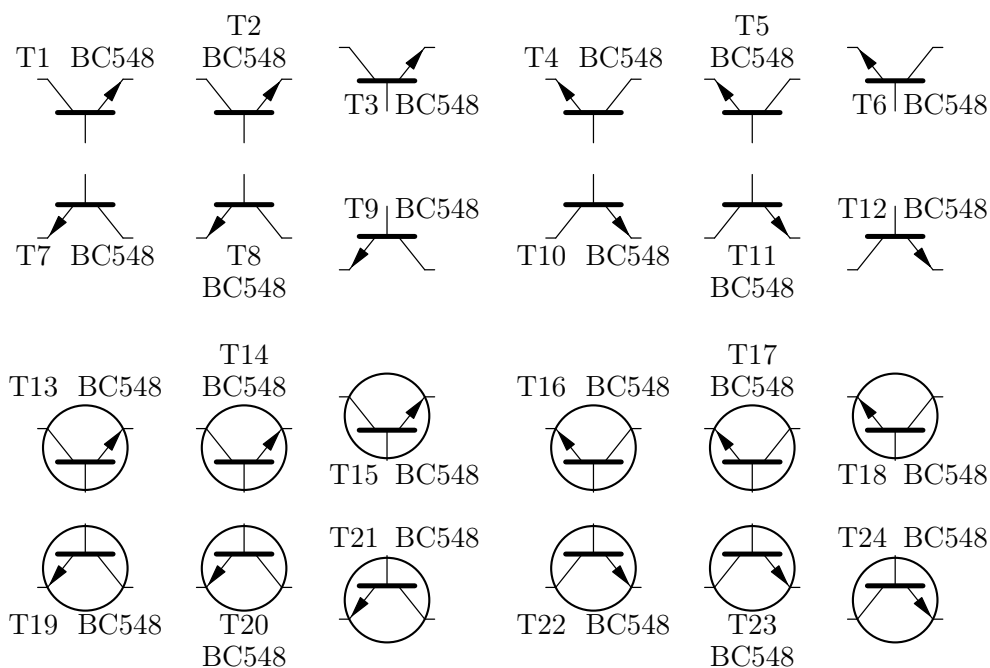 T2
T5
T1 BC548
BC548
T4 BC548
BC548
T3 BC548
T6 BC548
T9 BC548
T12 BC548
T7 BC548
T8
BC548
T10 BC548
T11
BC548
T14
T17
T13 BC548
BC548
T16 BC548
BC548
T15 BC548
T18 BC548
T21 BC548
T24 BC548
T19 BC548
T20
BC548
T22 BC548
T23
BC548